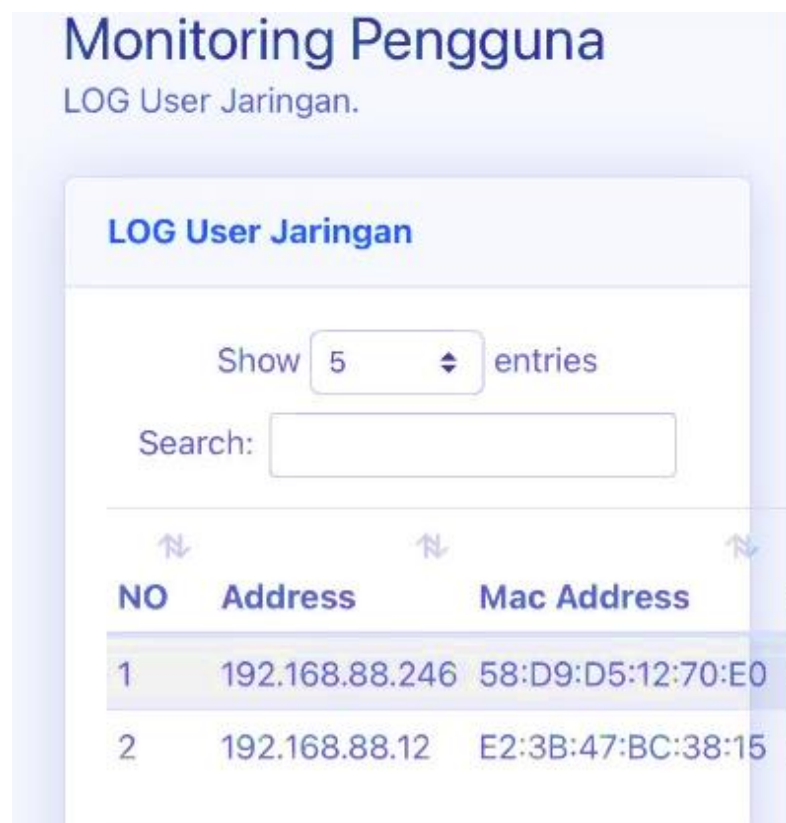 Monitoring Pengguna
LOG User Jaringan.
LOG User Jaringan
Show 5 entries
Search:
NO Address Mac Address
1 192.168.88.246 58:D9:D5:12:70:E0
2 192.168.88.12 E2:3B:47:BC:38:15